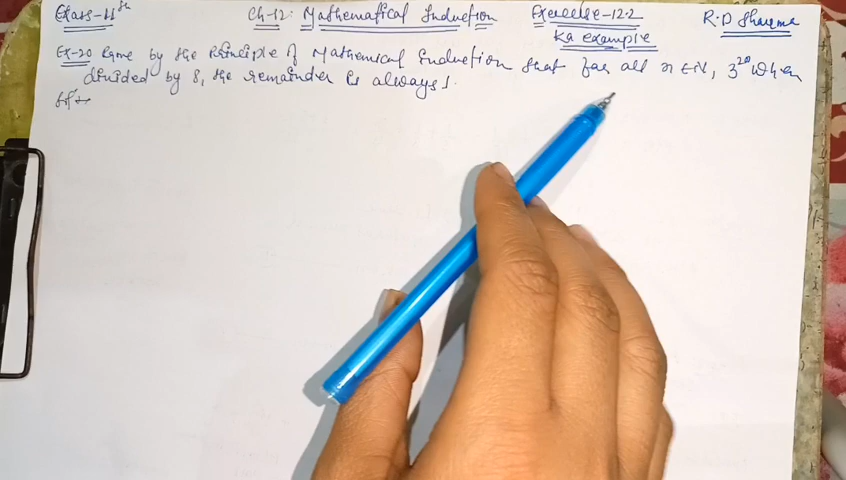 Class-11th Ch-12: Mathematical Induction Exercise-12.2 R.D Sharma
Ka example
Ex-20 Prove by the Principle of Mathematical Induction that for all n ∈ N, 3²ⁿ when
divided by 8, the remainder is always 1.